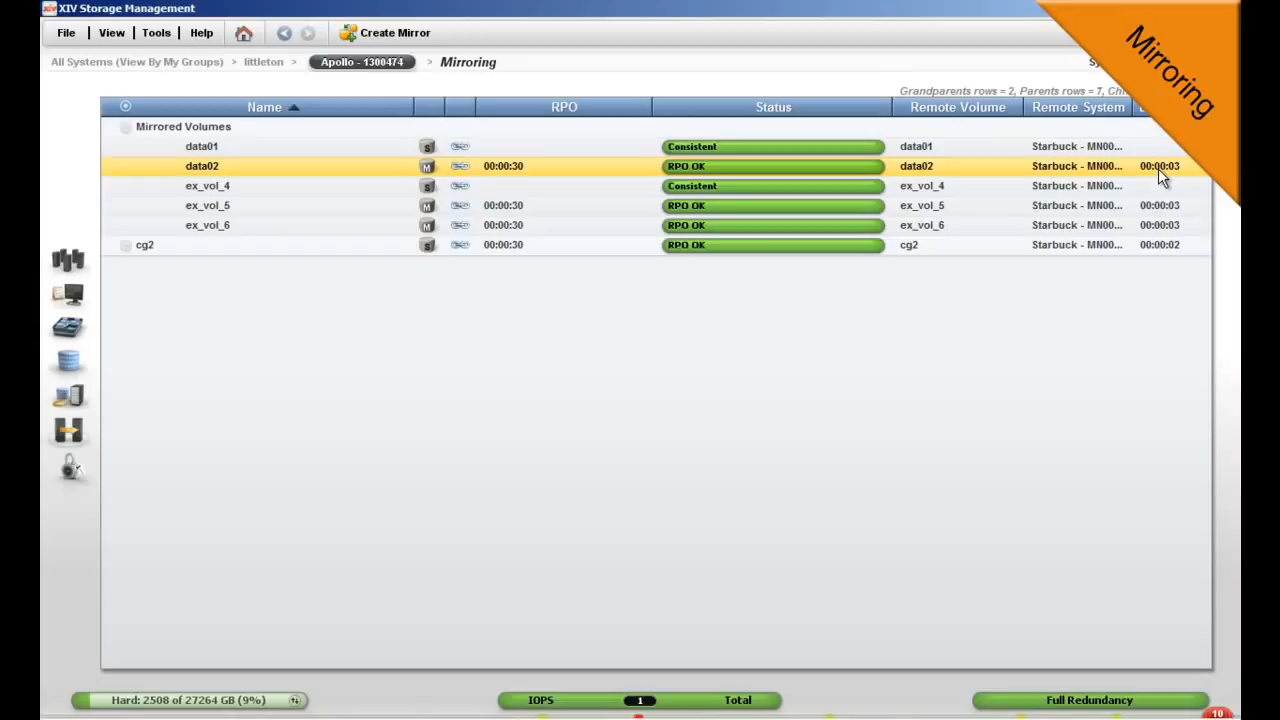 XIV Storage Management
File View Tools Help Create Mirror
All Systems (View By My Groups) > littleton > Apollo - 1300474 > Mirroring
Mirroring
Grandparents rows = 2, Parents rows = 7,
Name RPO Status Remote Volume Remote System
Mirrored Volumes
data01 S Consistent data01 Starbuck - MN00...
data02 M 00:00:30 RPO OK data02 Starbuck - MN00... 00:00:03
ex_vol_4 S Consistent ex_vol_4 Starbuck - MN00...
ex_vol_5 M 00:00:30 RPO OK ex_vol_5 Starbuck - MN00... 00:00:03
ex_vol_6 M 00:00:30 RPO OK ex_vol_6 Starbuck - MN00... 00:00:03
cg2 S 00:00:30 RPO OK cg2 Starbuck - MN00... 00:00:02
Hard: 2508 of 27264 GB (9%) IOPS 1 Total Full Redundancy
10